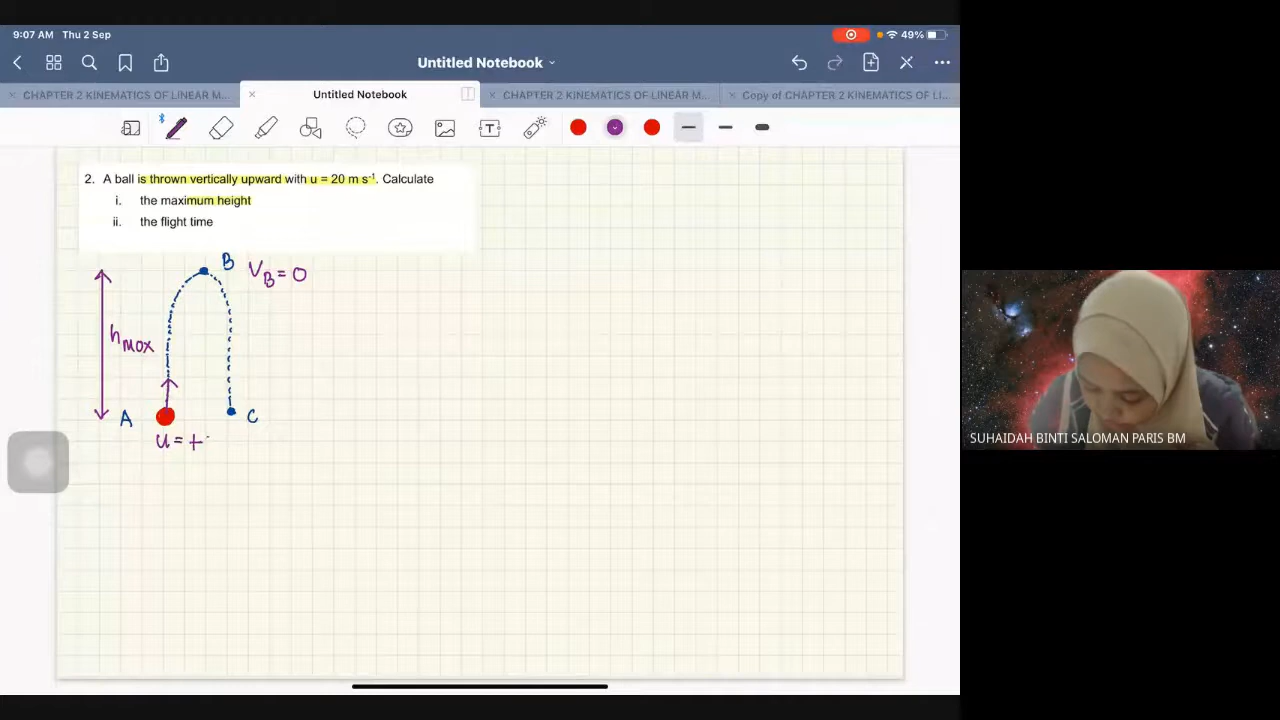 9:07 AM Thu 2 Sep
49%
Untitled Notebook
CHAPTER 2 KINEMATICS OF LINEAR M...
Untitled Notebook
CHAPTER 2 KINEMATICS OF LINEAR M...
Copy of CHAPTER 2 KINEMATICS OF LI...
T
2. A ball is thrown vertically upward with u = 20 m s⁻¹. Calculate
i. the maximum height
ii. the flight time
B
V_B = 0
h_max
A
C
u = +
SUHAIDAH BINTI SALOMAN PARIS BM